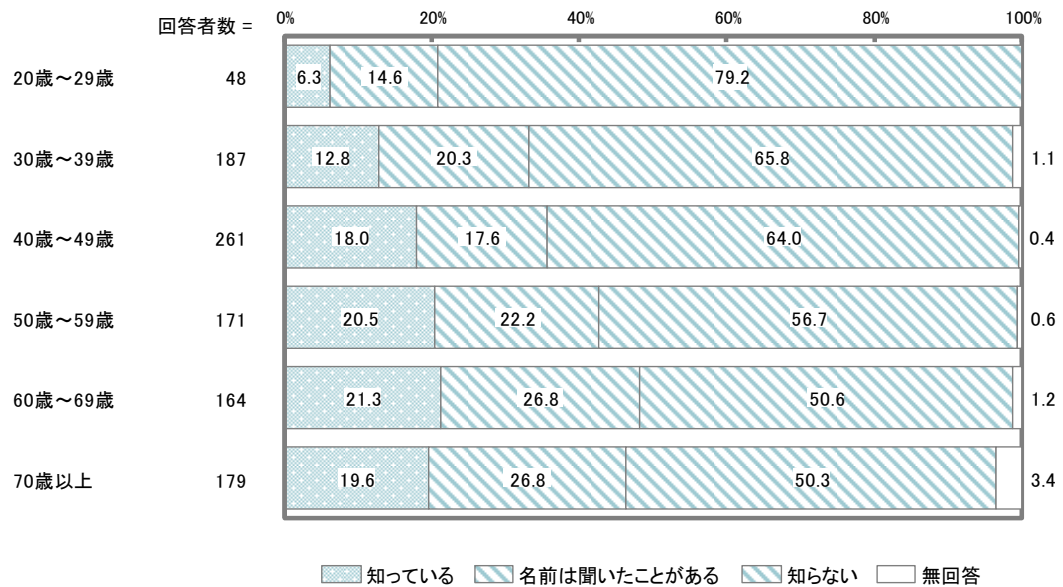 回答者数 = 0% 20% 40% 60% 80% 100%
20歳～29歳 48 6.3 14.6 79.2
30歳～39歳 187 12.8 20.3 65.8 1.1
40歳～49歳 261 18.0 17.6 64.0 0.4
50歳～59歳 171 20.5 22.2 56.7 0.6
60歳～69歳 164 21.3 26.8 50.6 1.2
70歳以上 179 19.6 26.8 50.3 3.4
知っている 名前は聞いたことがある 知らない 無回答